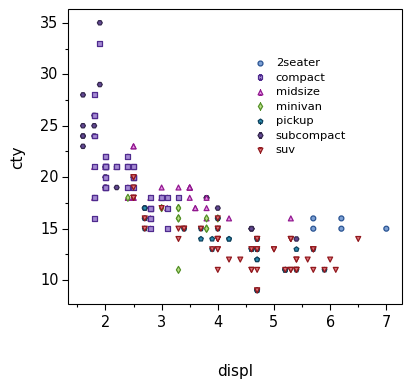 35
30
25
20
15
10
cty
2seater
compact
midsize
minivan
pickup
subcompact
suv
2 3 4 5 6 7
displ